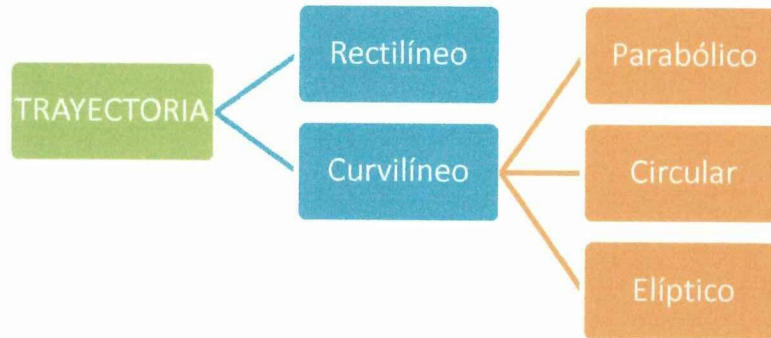 TRAYECTORIA
Rectilíneo
Curvilíneo
Parabólico
Circular
Elíptico